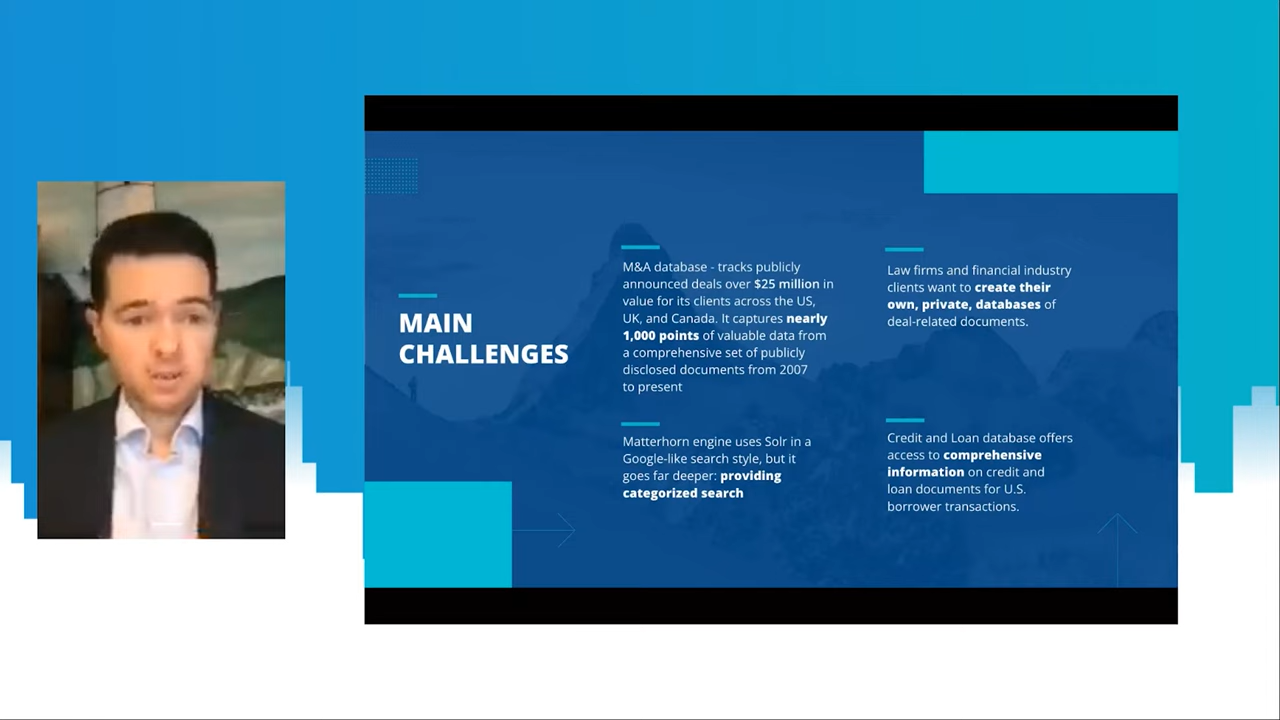 MAIN
CHALLENGES
M&A database - tracks publicly
announced deals over $25 million in
value for its clients across the US,
UK, and Canada. It captures nearly
1,000 points of valuable data from
a comprehensive set of publicly
disclosed documents from 2007
to present
Matterhorn engine uses Solr in a
Google-like search style, but it
goes far deeper: providing
categorized search
Law firms and financial industry
clients want to create their
own, private, databases of
deal-related documents.
Credit and Loan database offers
access to comprehensive
information on credit and
loan documents for U.S.
borrower transactions.